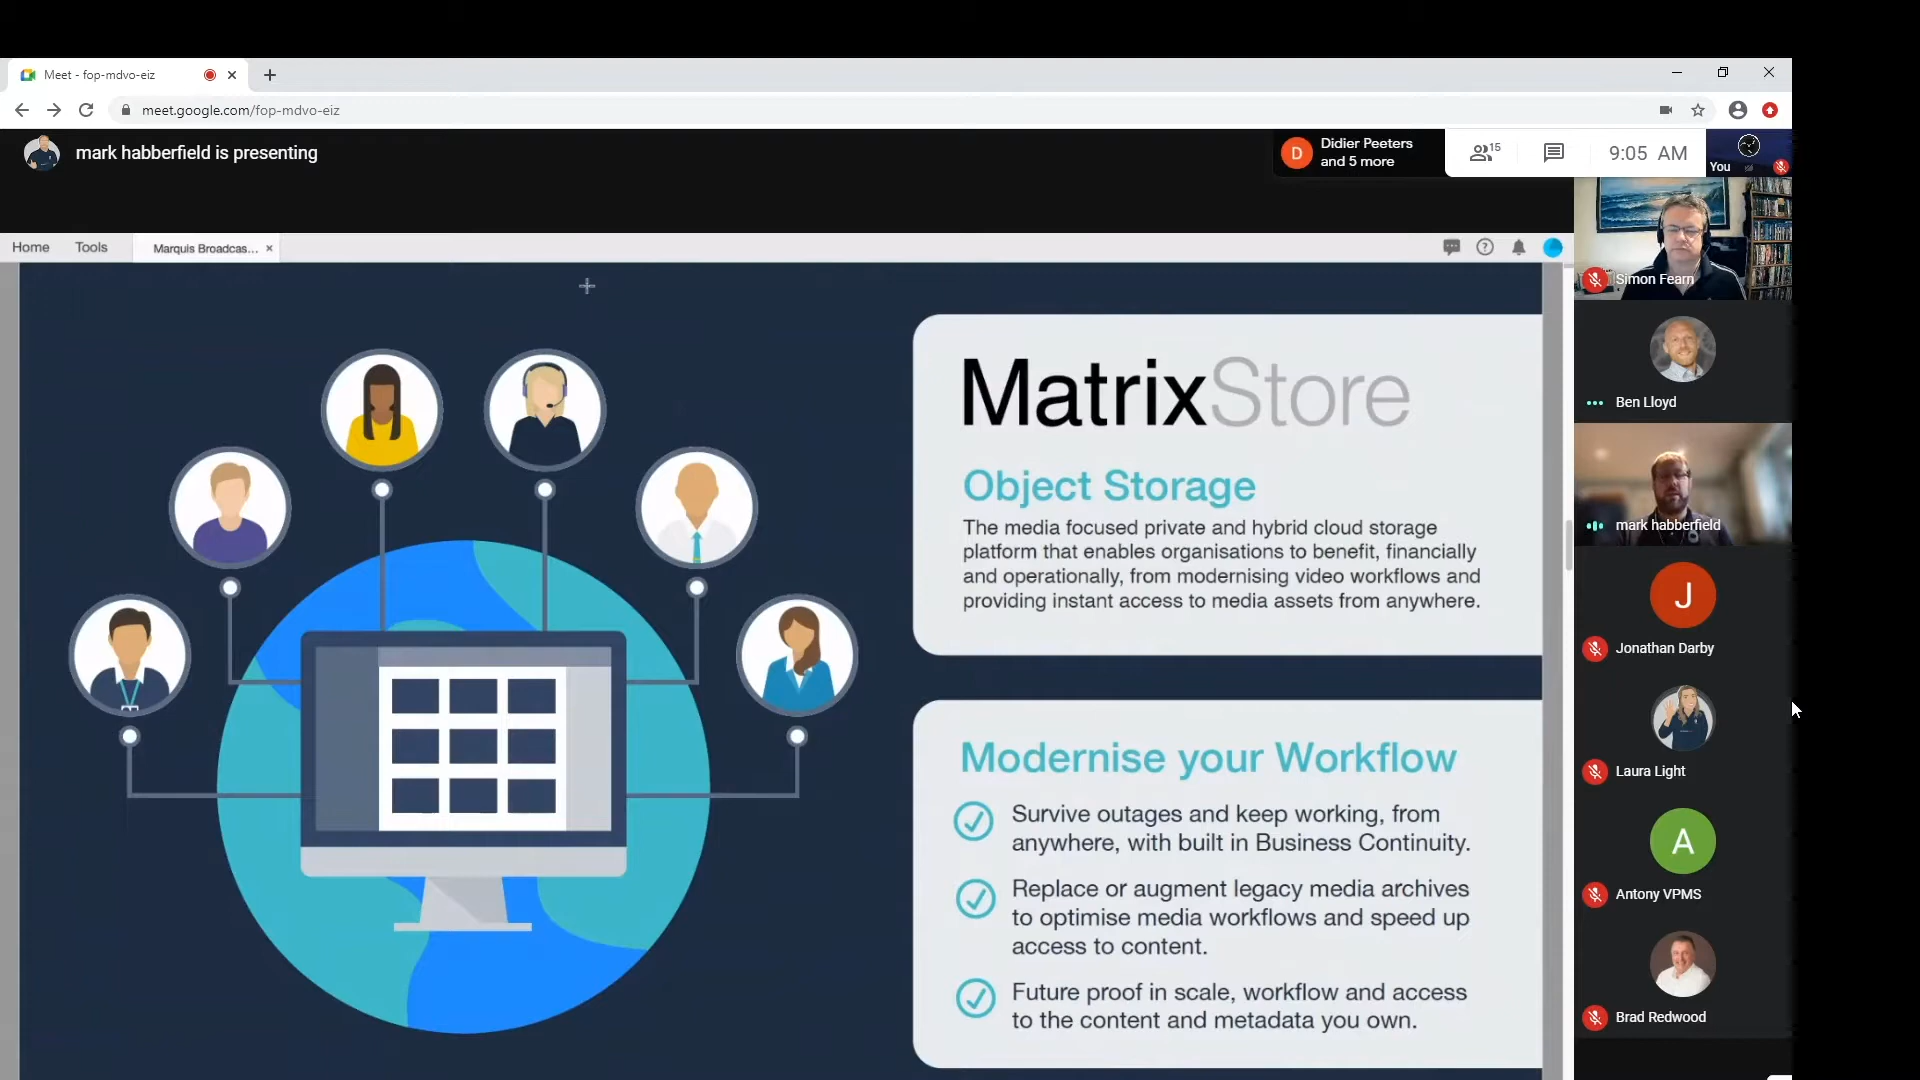 Meet - fop-mdvo-eiz
meet.google.com/fop-mdvo-eiz
mark habberfield is presenting
D
Didier Peeters
and 5 more
15
9:05 AM
You
Home
Tools
Marquis Broadcas...
Simon Fearn
MatrixStore
Object Storage
The media focused private and hybrid cloud storage
platform that enables organisations to benefit, financially
and operationally, from modernising video workflows and
providing instant access to media assets from anywhere.
Modernise your Workflow
Survive outages and keep working, from
anywhere, with built in Business Continuity.
Replace or augment legacy media archives
to optimise media workflows and speed up
access to content.
Future proof in scale, workflow and access
to the content and metadata you own.
Ben Lloyd
mark habberfield
J
Jonathan Darby
Laura Light
A
Antony VPMS
Brad Redwood